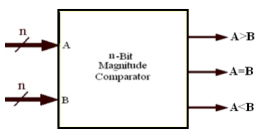 n
A
n
B
n-Bit
Magnitude
Comparator
A>B
A=B
A<B